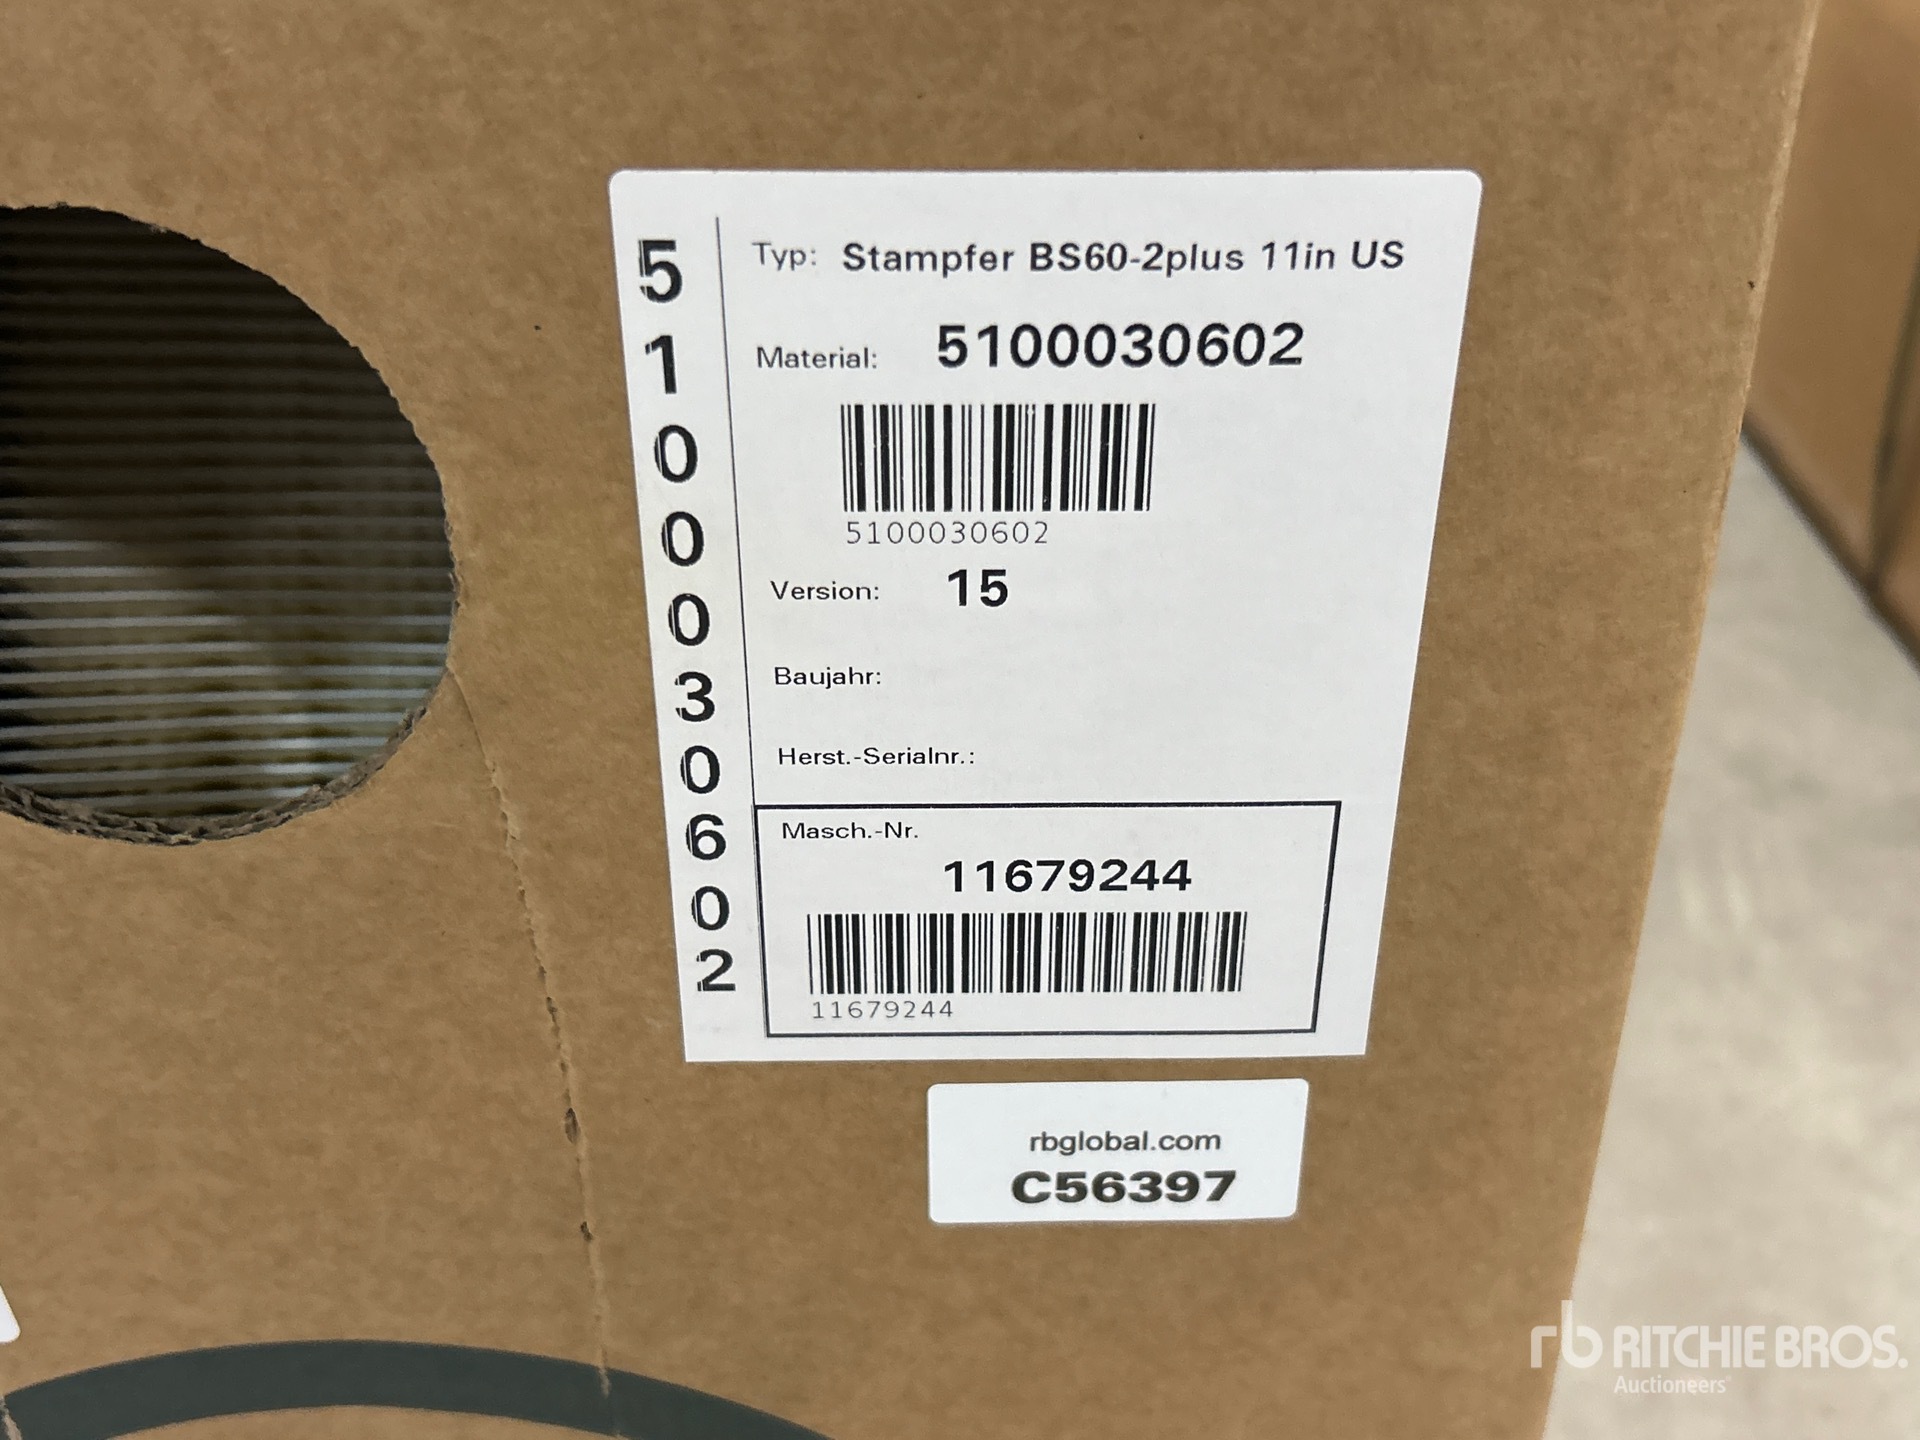 5100030602
Typ: Stampfer BS60-2plus 11in US
Material: 5100030602
5100030602
Version: 15
Baujahr:
Herst.-Serialnr.:
Masch.-Nr.
11679244
11679244
rbglobal.com
C56397
rb RITCHIE BROS.
Auctioneers